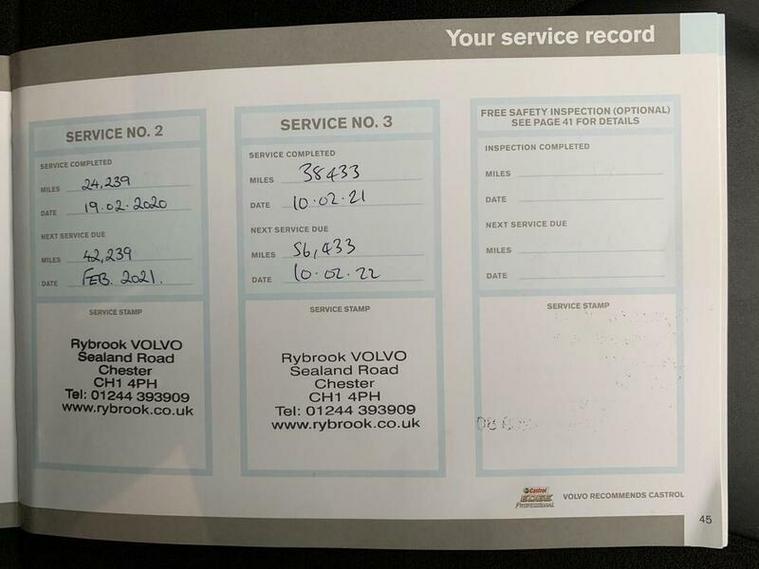 Your service record
SERVICE NO. 2
SERVICE COMPLETED
MILES 24,239
DATE 19.02.2020
NEXT SERVICE DUE
MILES 42,239
DATE FEB. 2021.
SERVICE STAMP
Rybrook VOLVO
Sealand Road
Chester
CH1 4PH
Tel: 01244 393909
www.rybrook.co.uk
SERVICE NO. 3
SERVICE COMPLETED
MILES 38433
DATE 10.02.21
NEXT SERVICE DUE
MILES 56,433
DATE 10.02.22
SERVICE STAMP
Rybrook VOLVO
Sealand Road
Chester
CH1 4PH
Tel: 01244 393909
www.rybrook.co.uk
FREE SAFETY INSPECTION (OPTIONAL)
SEE PAGE 41 FOR DETAILS
INSPECTION COMPLETED
MILES
DATE
NEXT SERVICE DUE
MILES
DATE
SERVICE STAMP
Castrol
EDGE
PROFESSIONAL
VOLVO RECOMMENDS CASTROL
45